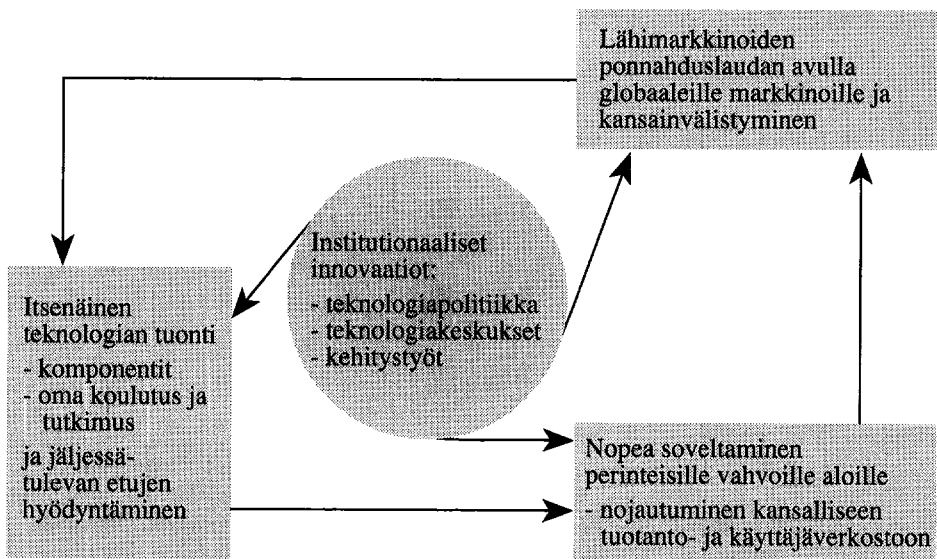 Lähimarkkinoiden
ponnahduslaudan avulla
globaaleille markkinoille ja
kansainvälistyminen
Institutionaaliset
innovaatiot:
- teknologiapolitiikka
- teknologiakeskukset
- kehitystyöt
Itsenäinen
teknologian tuonti
- komponentit
- oma koulutus ja
tutkimus
ja jäljessä-
tulevan etujen
hyödyntäminen
Nopea soveltaminen
perinteisille vahvoille aloille
- nojautuminen kansalliseen
tuotanto- ja käyttäjäverkostoon